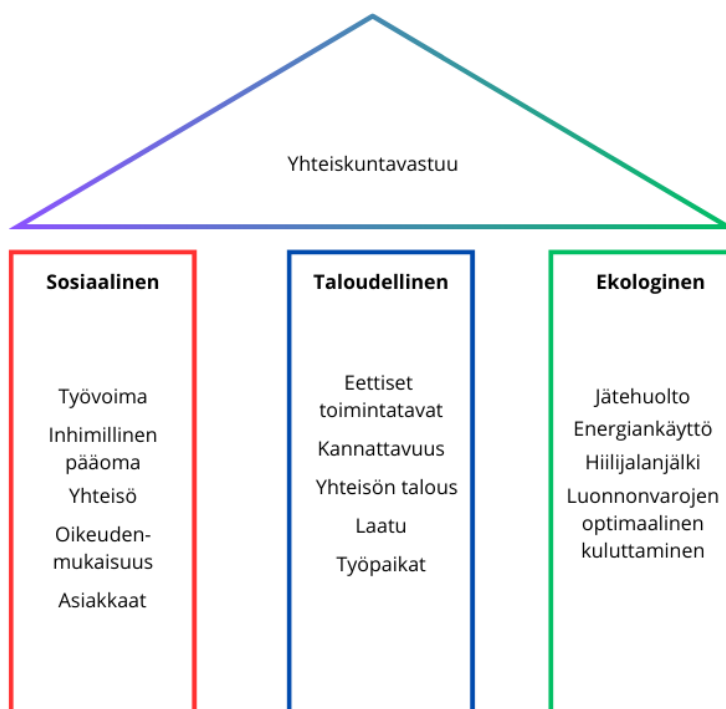 Yhteiskuntavastuu
Sosiaalinen
Työvoima
Inhimillinen
pääoma
Yhteisö
Oikeuden-
mukaisuus
Asiakkaat
Taloudellinen
Eettiset
toimintatavat
Kannattavuus
Yhteisön talous
Laatu
Työpaikat
Ekologinen
Jätehuolto
Energiankäyttö
Hiilijalanjälki
Luonnonvarojen
optimaalinen
kuluttaminen